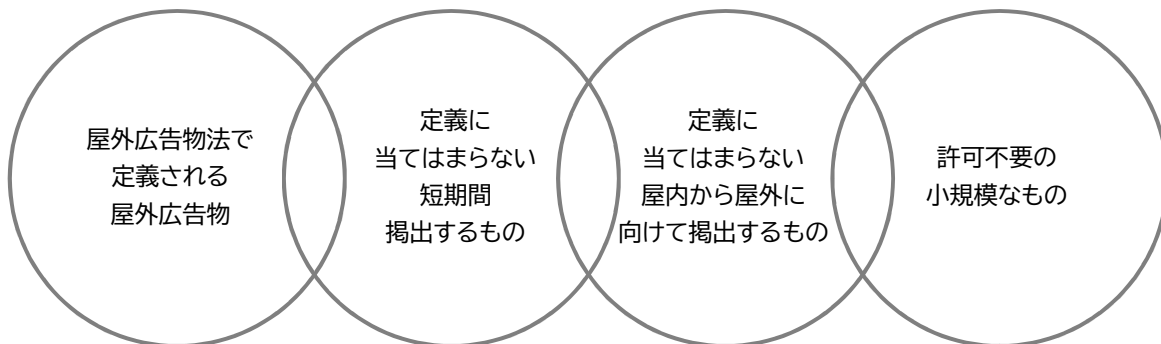 屋外広告物法で
定義される
屋外広告物
定義に
当てはまらない
短期間
掲出するもの
定義に
当てはまらない
屋内から屋外に
向けて掲出するもの
許可不要の
小規模なもの